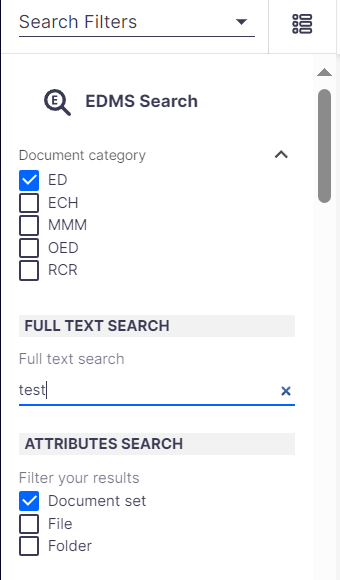 Search Filters
E
EDMS Search
Document category
ED
ECH
MMM
OED
RCR
FULL TEXT SEARCH
Full text search
test
ATTRIBUTES SEARCH
Filter your results
Document set
File
Folder